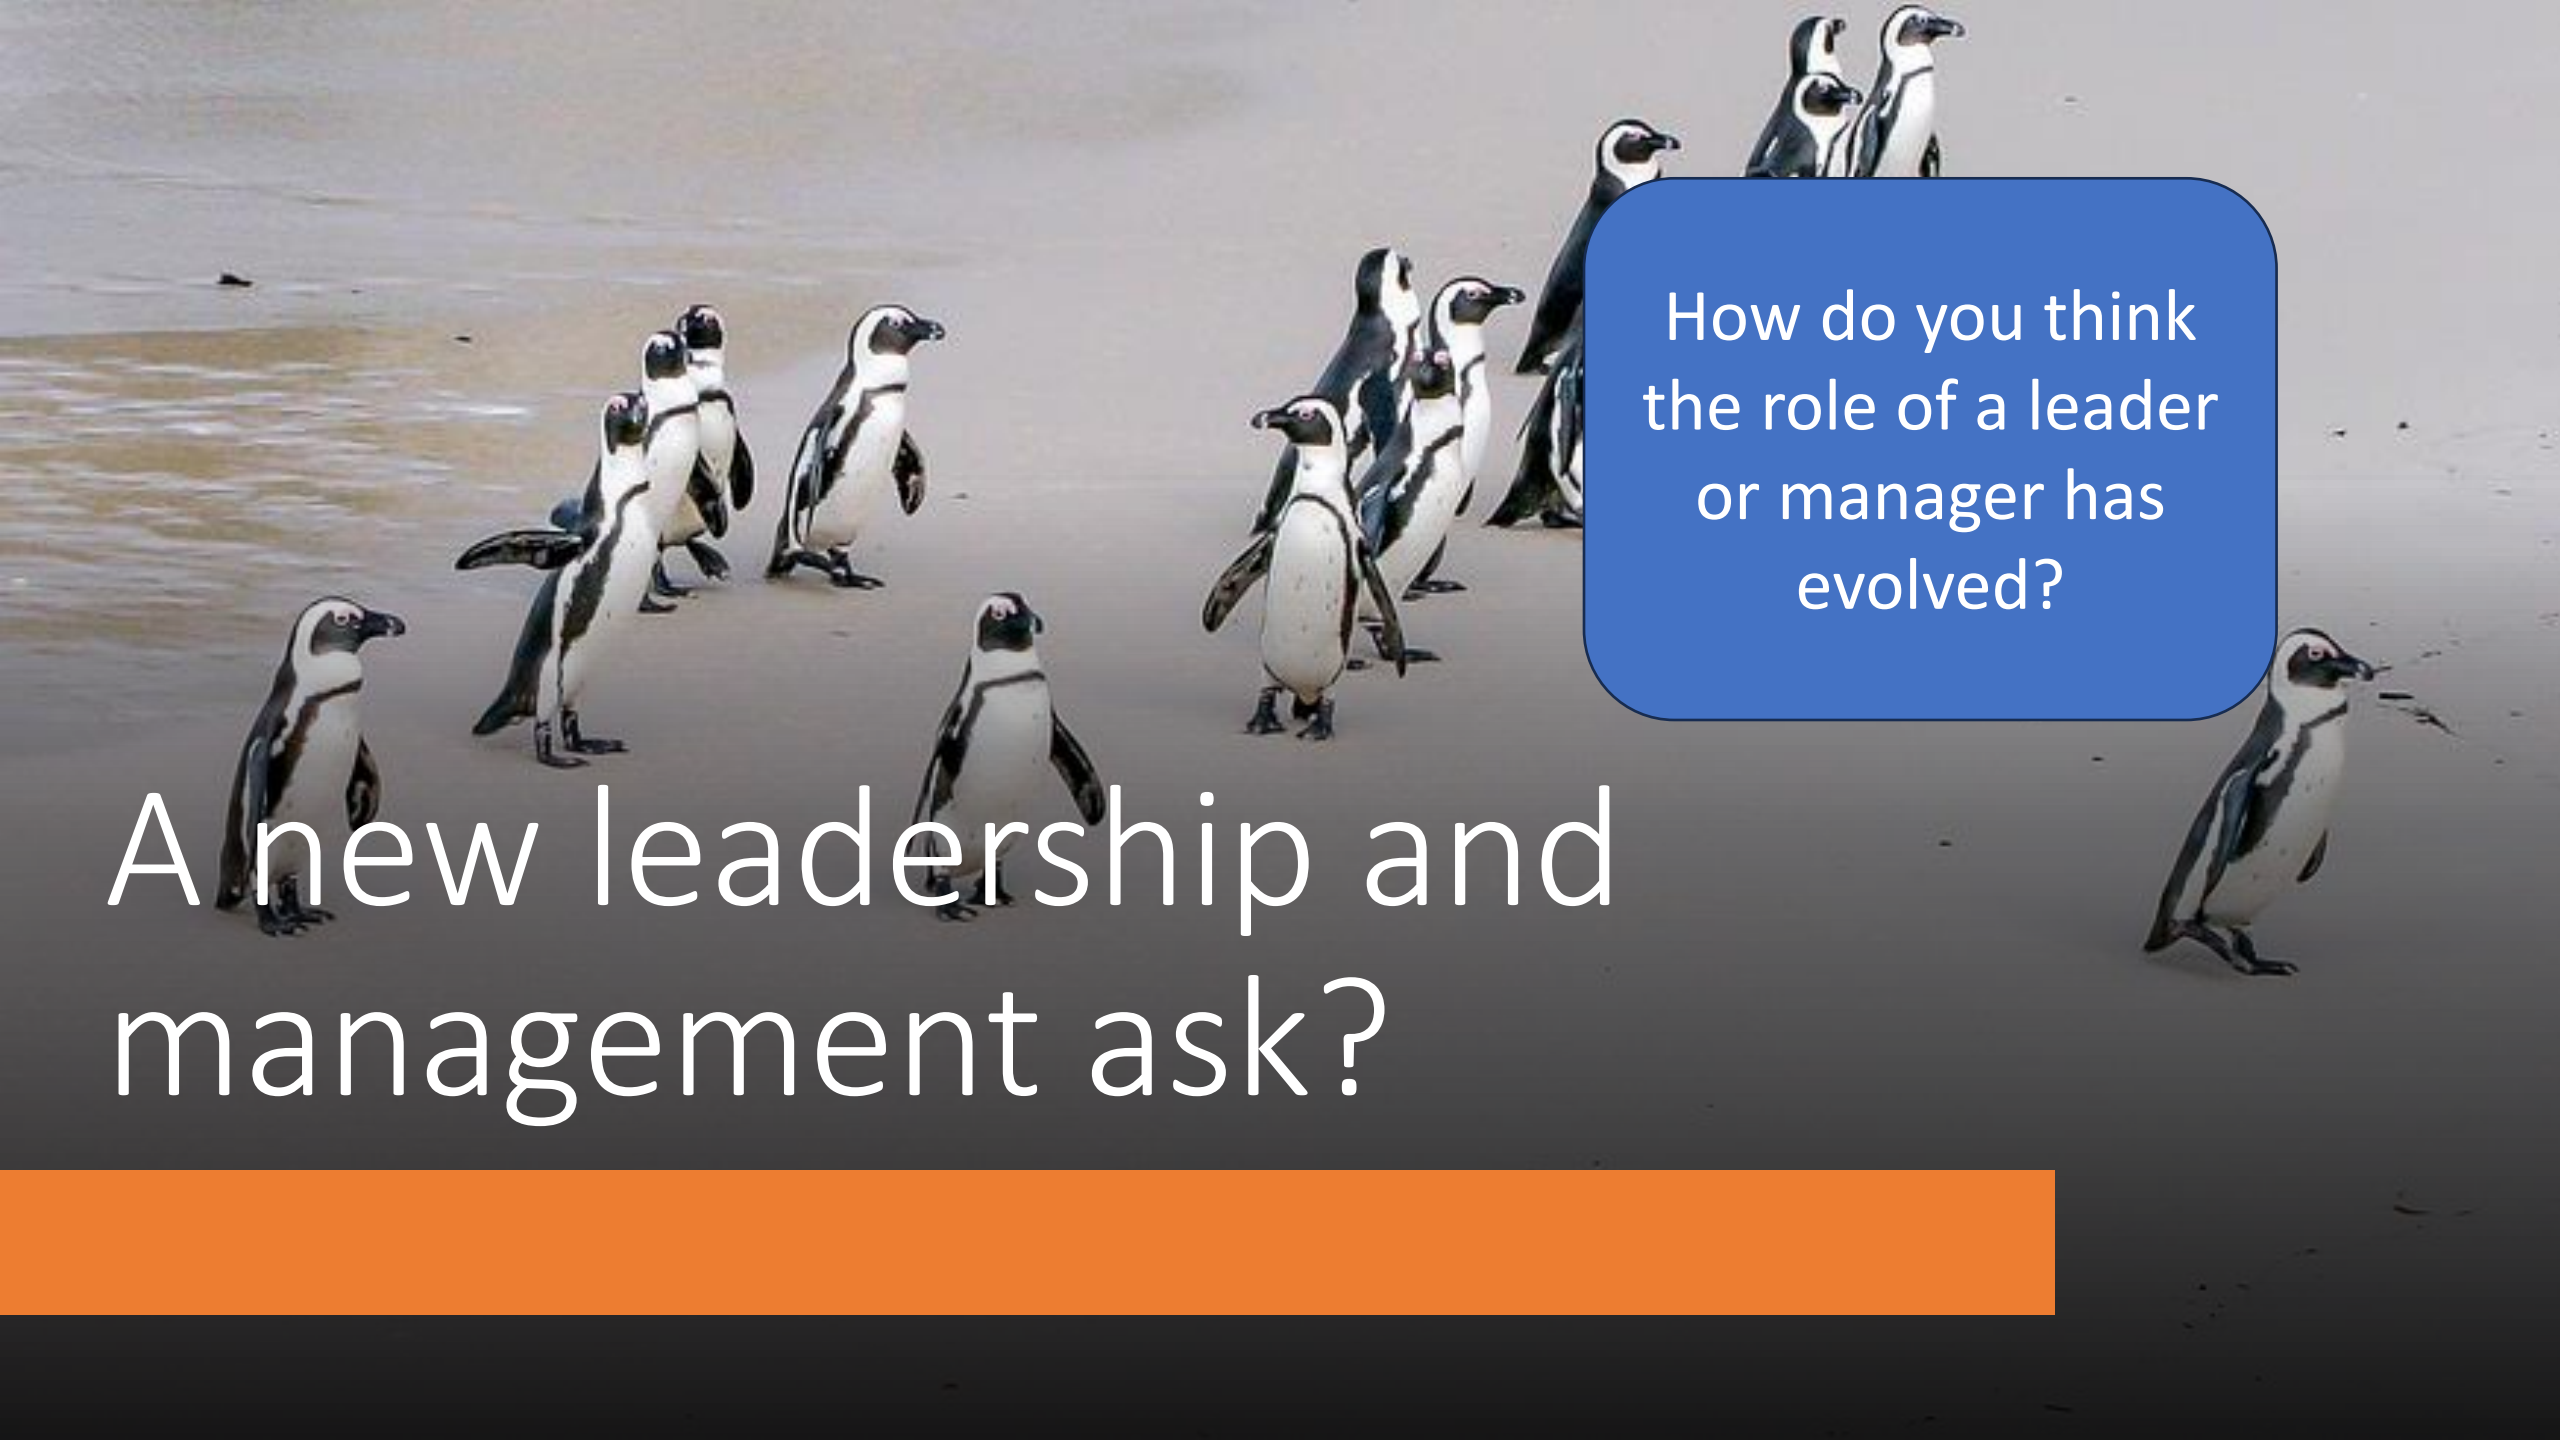 How do you think
the role of a leader
or manager has
evolved?
A new leadership and
management ask?